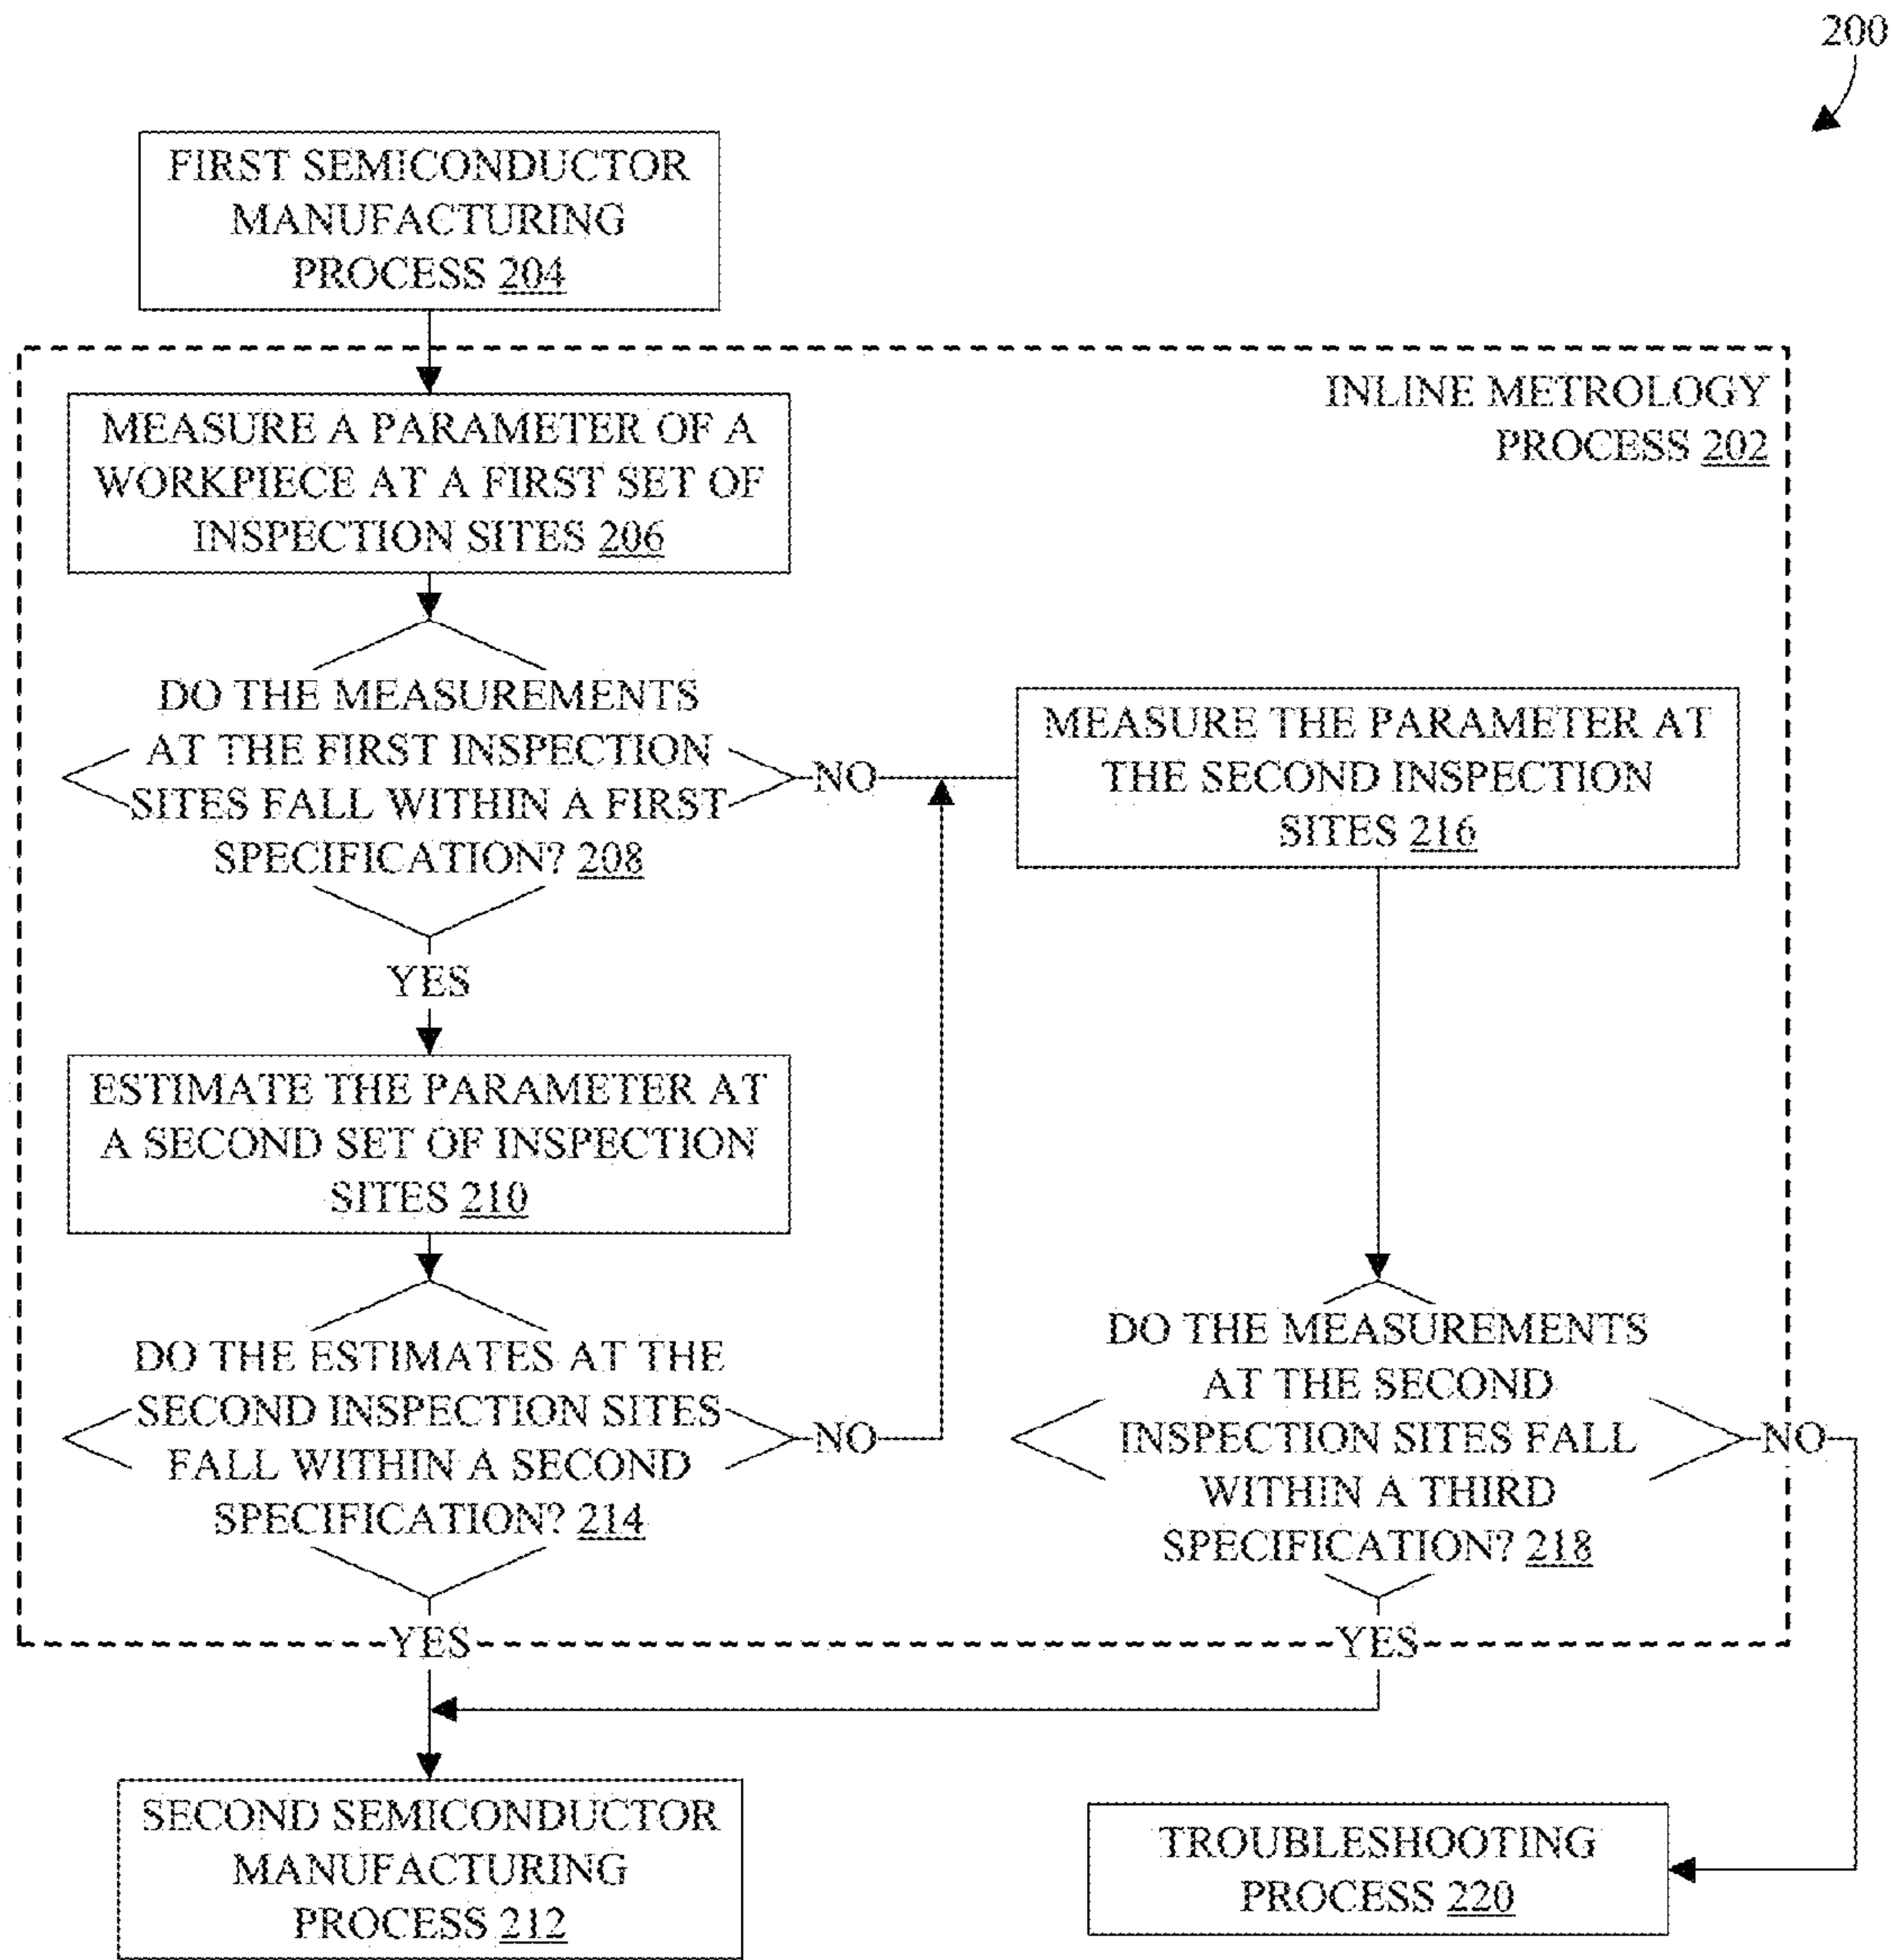 200
FIRST SEMICONDUCTOR
MANUFACTURING
PROCESS 204
INLINE METROLOGY
PROCESS 202
MEASURE A PARAMETER OF A
WORKPIECE AT A FIRST SET OF
INSPECTION SITES 206
DO THE MEASUREMENTS
AT THE FIRST INSPECTION
SITES FALL WITHIN A FIRST
SPECIFICATION? 208
NO
MEASURE THE PARAMETER AT
THE SECOND INSPECTION
SITES 216
YES
ESTIMATE THE PARAMETER AT
A SECOND SET OF INSPECTION
SITES 210
DO THE ESTIMATES AT THE
SECOND INSPECTION SITES
FALL WITHIN A SECOND
SPECIFICATION? 214
NO
DO THE MEASUREMENTS
AT THE SECOND
INSPECTION SITES FALL
WITHIN A THIRD
SPECIFICATION? 218
NO
YES
YES
SECOND SEMICONDUCTOR
MANUFACTURING
PROCESS 212
TROUBLESHOOTING
PROCESS 220